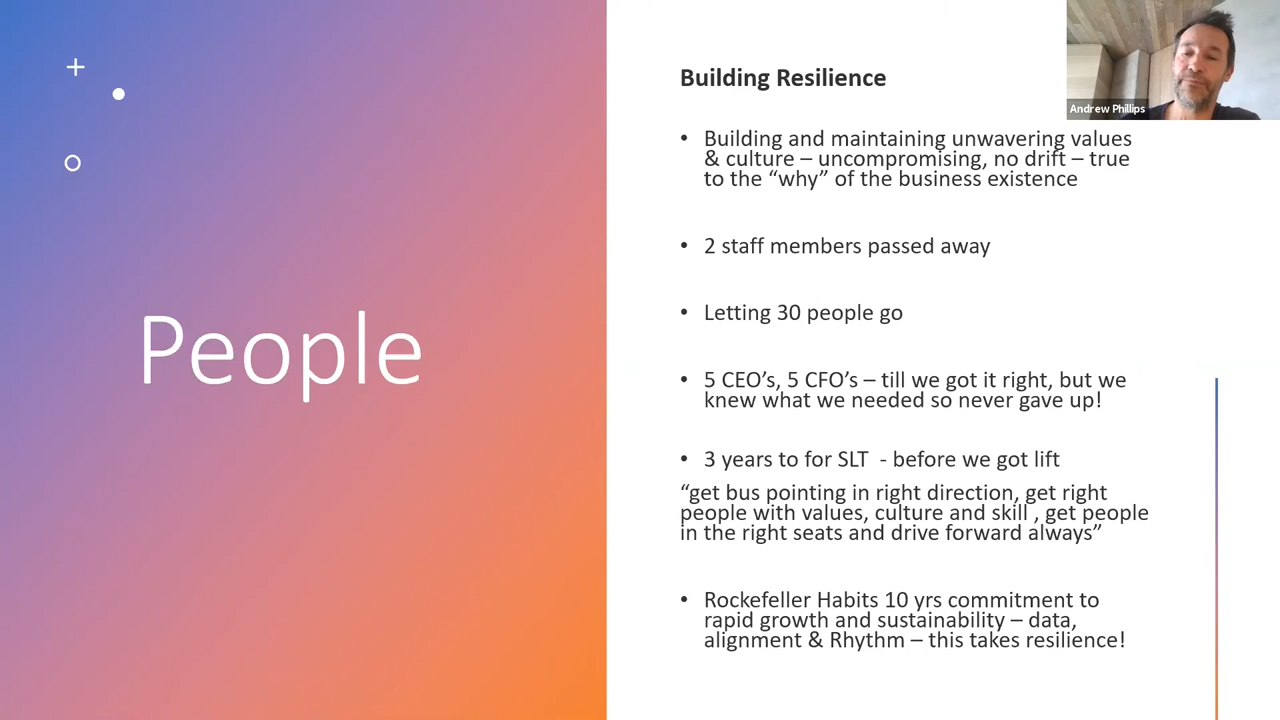 People
Building Resilience
Andrew Phillips
• Building and maintaining unwavering values
& culture – uncompromising, no drift – true
to the “why” of the business existence
• 2 staff members passed away
• Letting 30 people go
• 5 CEO’s, 5 CFO’s – till we got it right, but we
knew what we needed so never gave up!
• 3 years to for SLT  - before we got lift
“get bus pointing in right direction, get right
people with values, culture and skill , get people
in the right seats and drive forward always”
• Rockefeller Habits 10 yrs commitment to
rapid growth and sustainability – data,
alignment & Rhythm – this takes resilience!